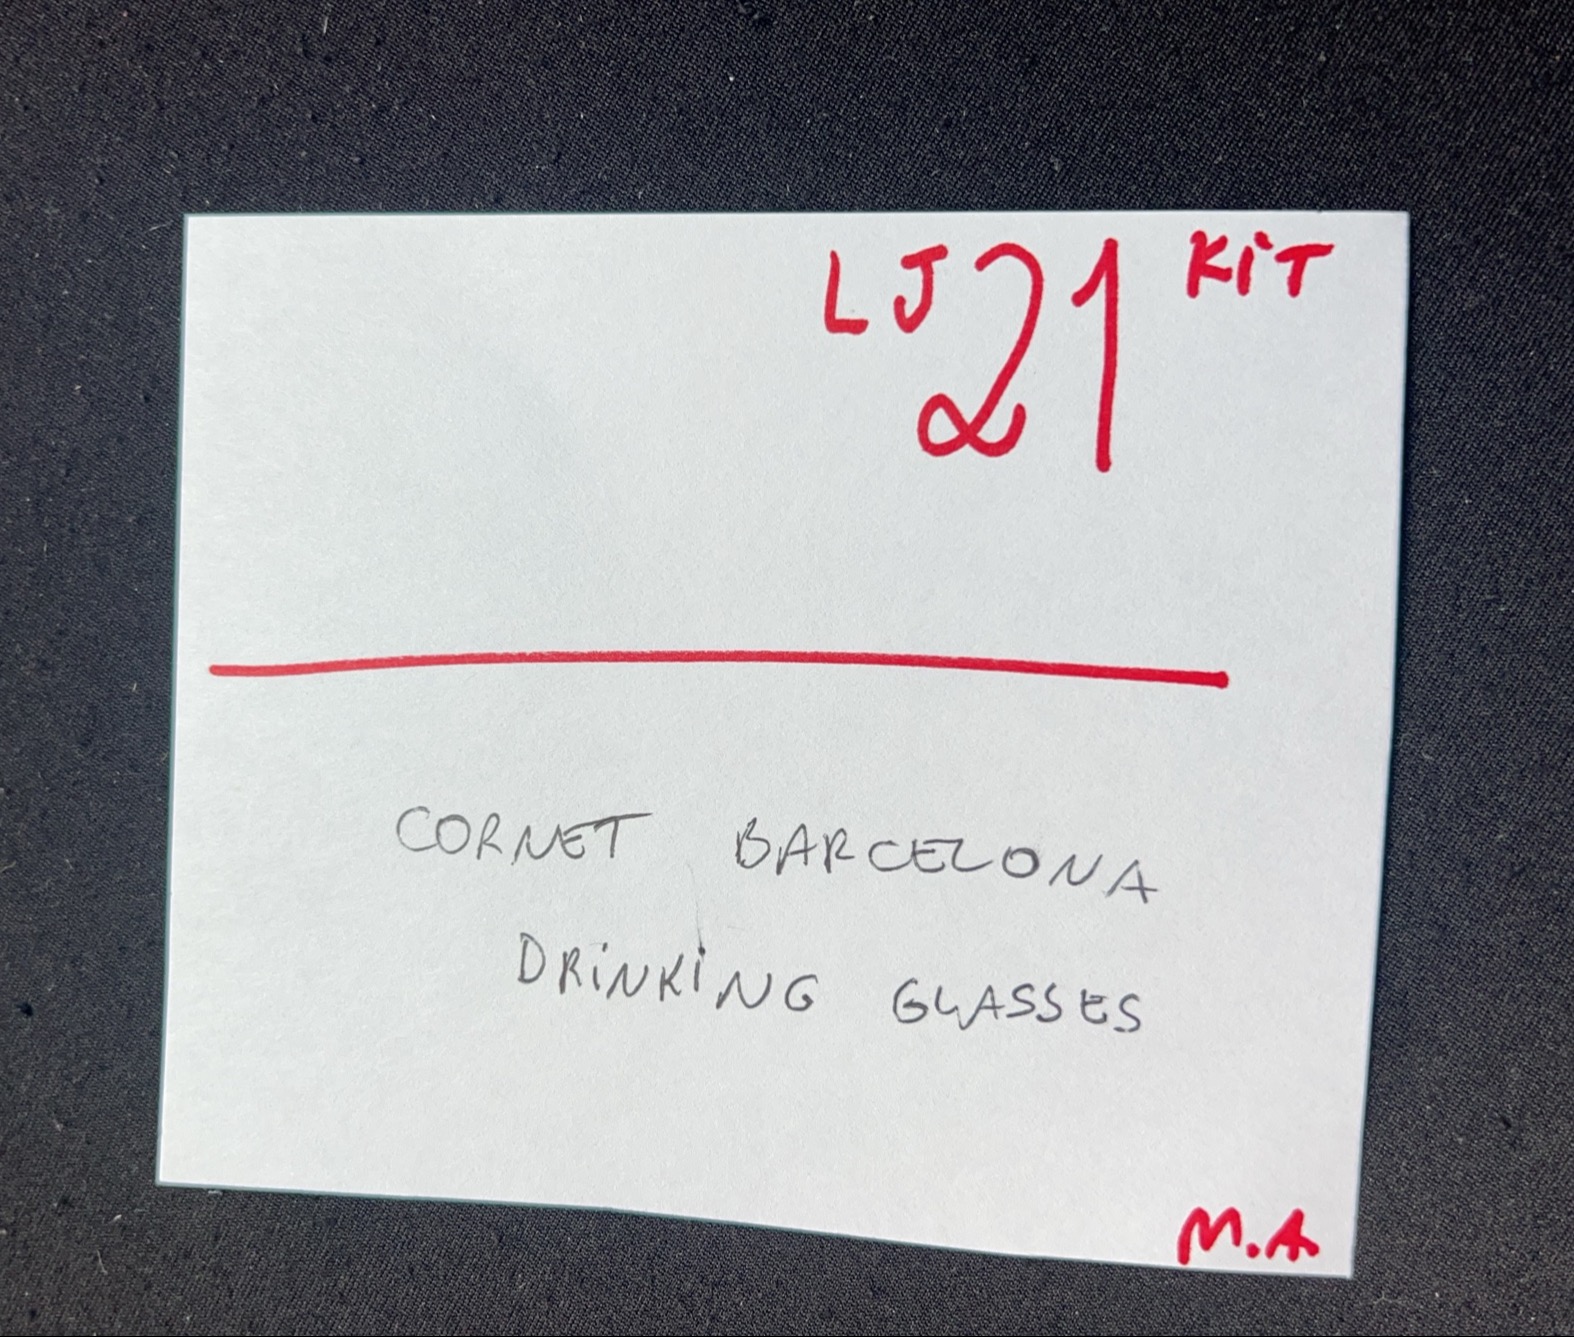 LJ 21 KiT
CORNET BARCELONA
DRiNKiNG GLASSES
M.A